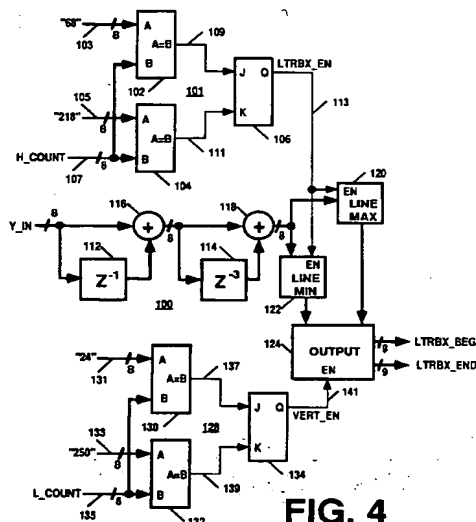 "68" 8 A 109
103 A=B
B LTRBX_EN
102 101 J Q
105 A
"218" 8 A=B K 113
H_COUNT B 111 106
107 8 104
120
116 118 EN LINE MAX
Y_IN 8 + 8 + 8
112 114 EN LINE MIN
Z-1 Z-3
100 122
124 OUTPUT 8 LTRBX_BEG
EN 9 LTRBX_END
"24" 8 A 137 141
131 A=B
B J Q VERT_EN
133 130 128
"250" 8 A K
A=B 134
L_COUNT B 139
135 8 132
FIG. 4